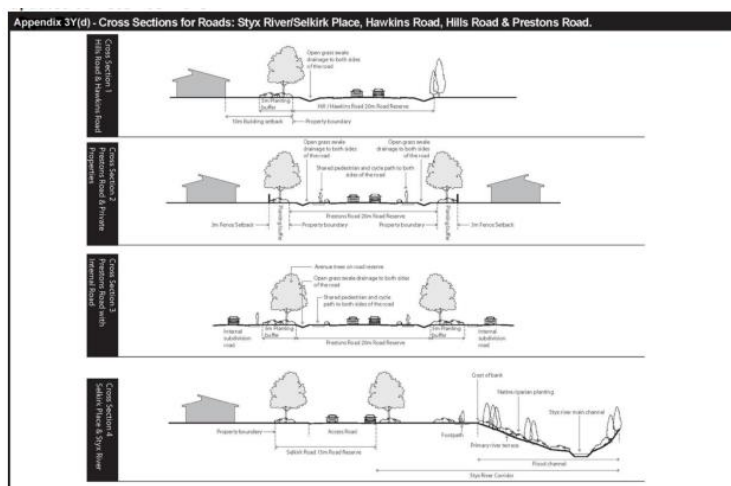 Appendix 3Y(d) - Cross Sections for Roads: Styx River/Selkirk Place, Hawkins Road, Hills Road & Prestons Road.
Cross Section 1
Hills Road & Hawkins Road
Open grass swale
drainage to both sides
of the road
3m Planting
buffer
Hill / Hawkins Road 20m Road Reserve
10m Building setback
Property boundary
Cross Section 2
Prestons Road & Private
Properties
Open grass swale
drainage to both sides
of the road
Shared pedestrian and cycle path to both
sides of the road
Open grass swale
drainage to both sides
of the road
Planting buffer
Prestons Road 20m Road Reserve
Planting buffer
3m Fence Setback
Property boundary
Property boundary
3m Fence Setback
Cross Section 3
Prestons Road with
Internal Road
Avenue trees on road reserve
Open grass swale drainage to both sides
of the road
Shared pedestrian and cycle
path to both sides of the road
Internal
subdivision
road
3m Planting
buffer
Prestons Road 20m Road Reserve
3m Planting
buffer
Internal
subdivision
road
Cross Section 4
Selkirk Place & Styx River
Crest of bank
Native riparian planting
Styx river main channel
Property boundary
Access Road
Footpath
Primary river terrace
Selkirk Road 15m Road Reserve
Flood channel
Styx River Corridor